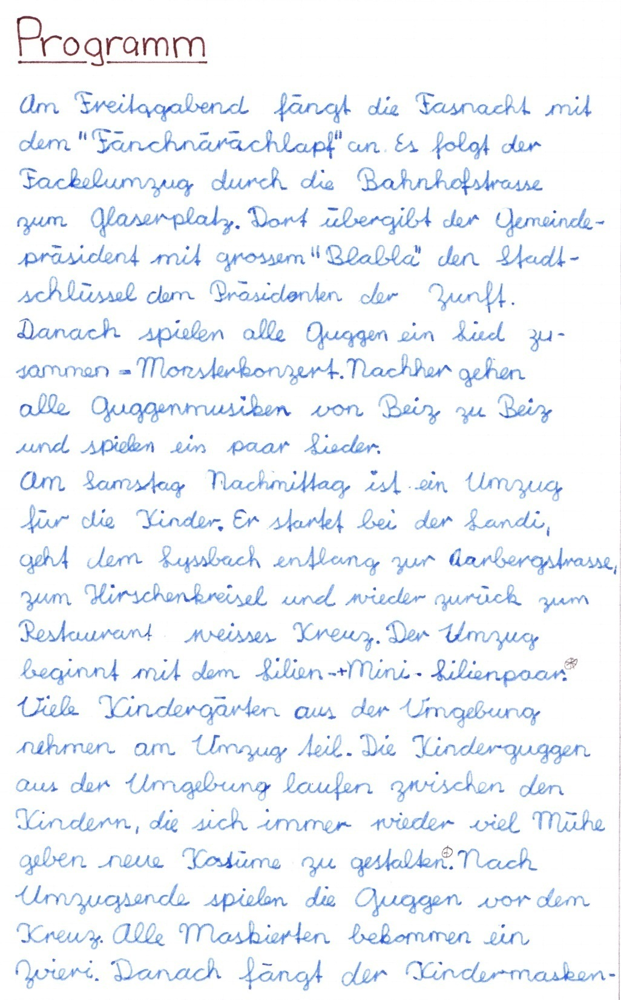 Programm
Am Freitagabend fängt die Fasnacht mit
dem "Fänchnärächlapf" an. Es folgt der
Fackelumzug durch die Bahnhofstrasse
zum Glaserplatz. Dort übergibt der Gemeinde-
präsident mit grossem "Blabla" den Stadt-
schlüssel dem Präsidenten der Zunft.
Danach spielen alle Guggen ein Lied zu-
sammen = Monsterkonzert. Nachher gehen
alle Guggenmusiken von Beiz zu Beiz
und spielen ein paar Lieder.
Am Samstag Nachmittag ist ein Umzug
für die Kinder. Er startet bei der Landi,
geht dem Lyssbach entlang zur Aarbergstrasse,
zum Hirschenkreisel und wieder zurück zum
Restaurant weisses Kreuz. Der Umzug
beginnt mit dem Lilien-+Mini-Lilienpaar.
Viele Kindergärten aus der Umgebung
nehmen am Umzug teil. Die Kinderguggen
aus der Umgebung laufen zwischen den
Kindern, die sich immer wieder viel Mühe
geben neue Kostüme zu gestalten. Nach
Umzugsende spielen die Guggen vor dem
Kreuz. Alle Maskierten bekommen ein
Zvieri. Danach fängt der Kindermasken-